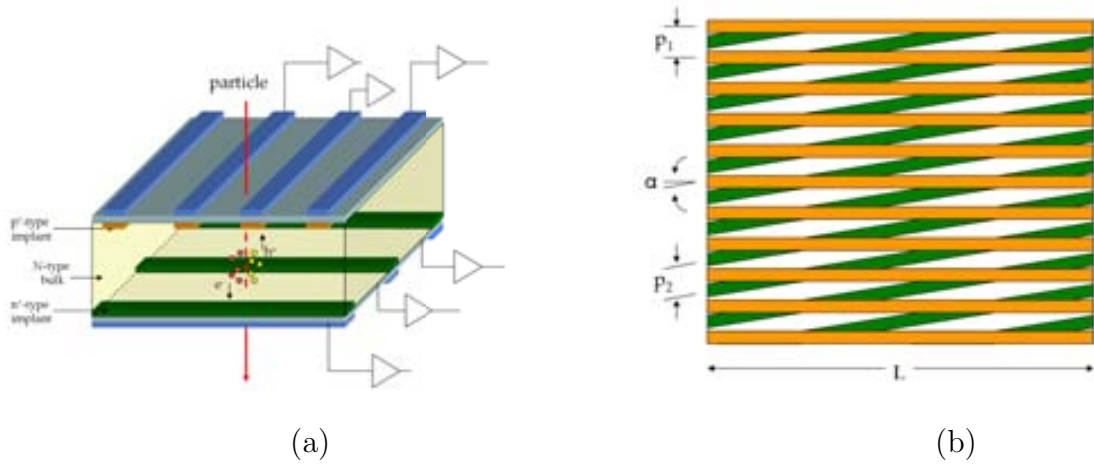 particle
p⁺-type
implant
N-type
bulk
n⁺-type
implant
h⁺
e⁻
(a)
p₁
α
p₂
L
(b)